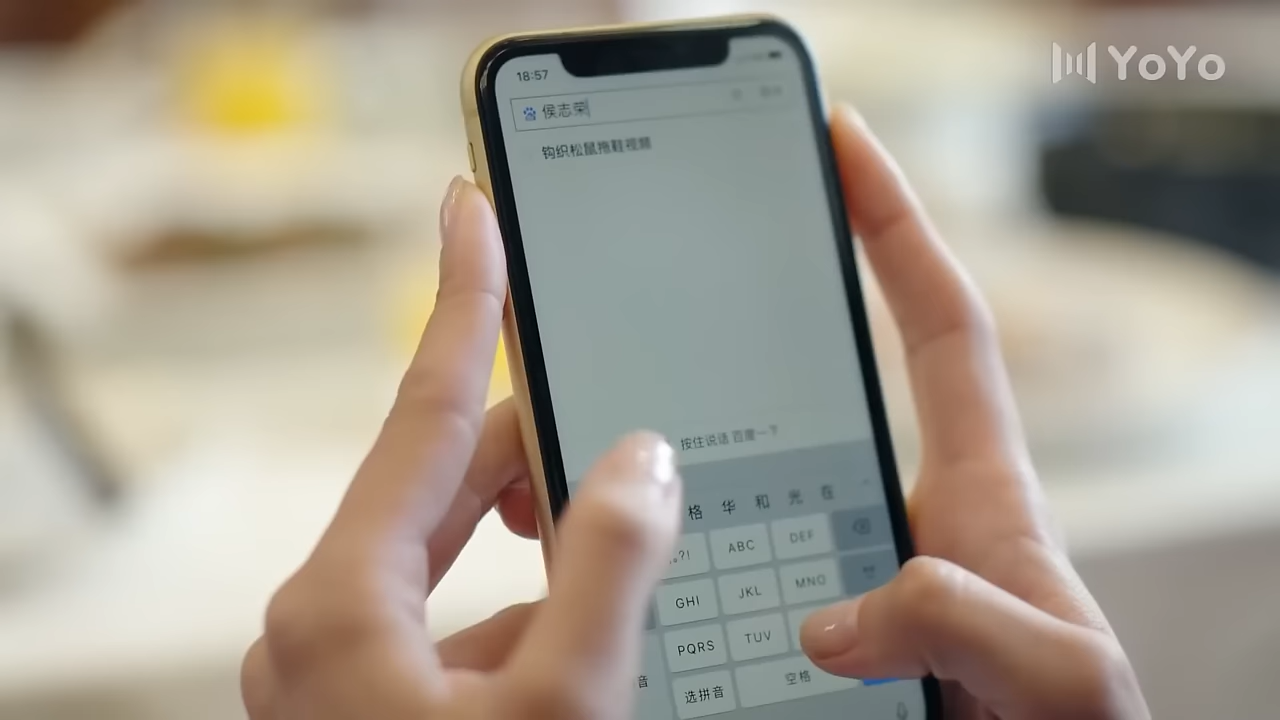 YoYo
18:57
侯志荣
钩织松鼠拖鞋视频
按住说话 百度一下
格 华 和 光 在
.,?! ABC DEF
GHI JKL MNO
PQRS TUV
音 选拼音 空格